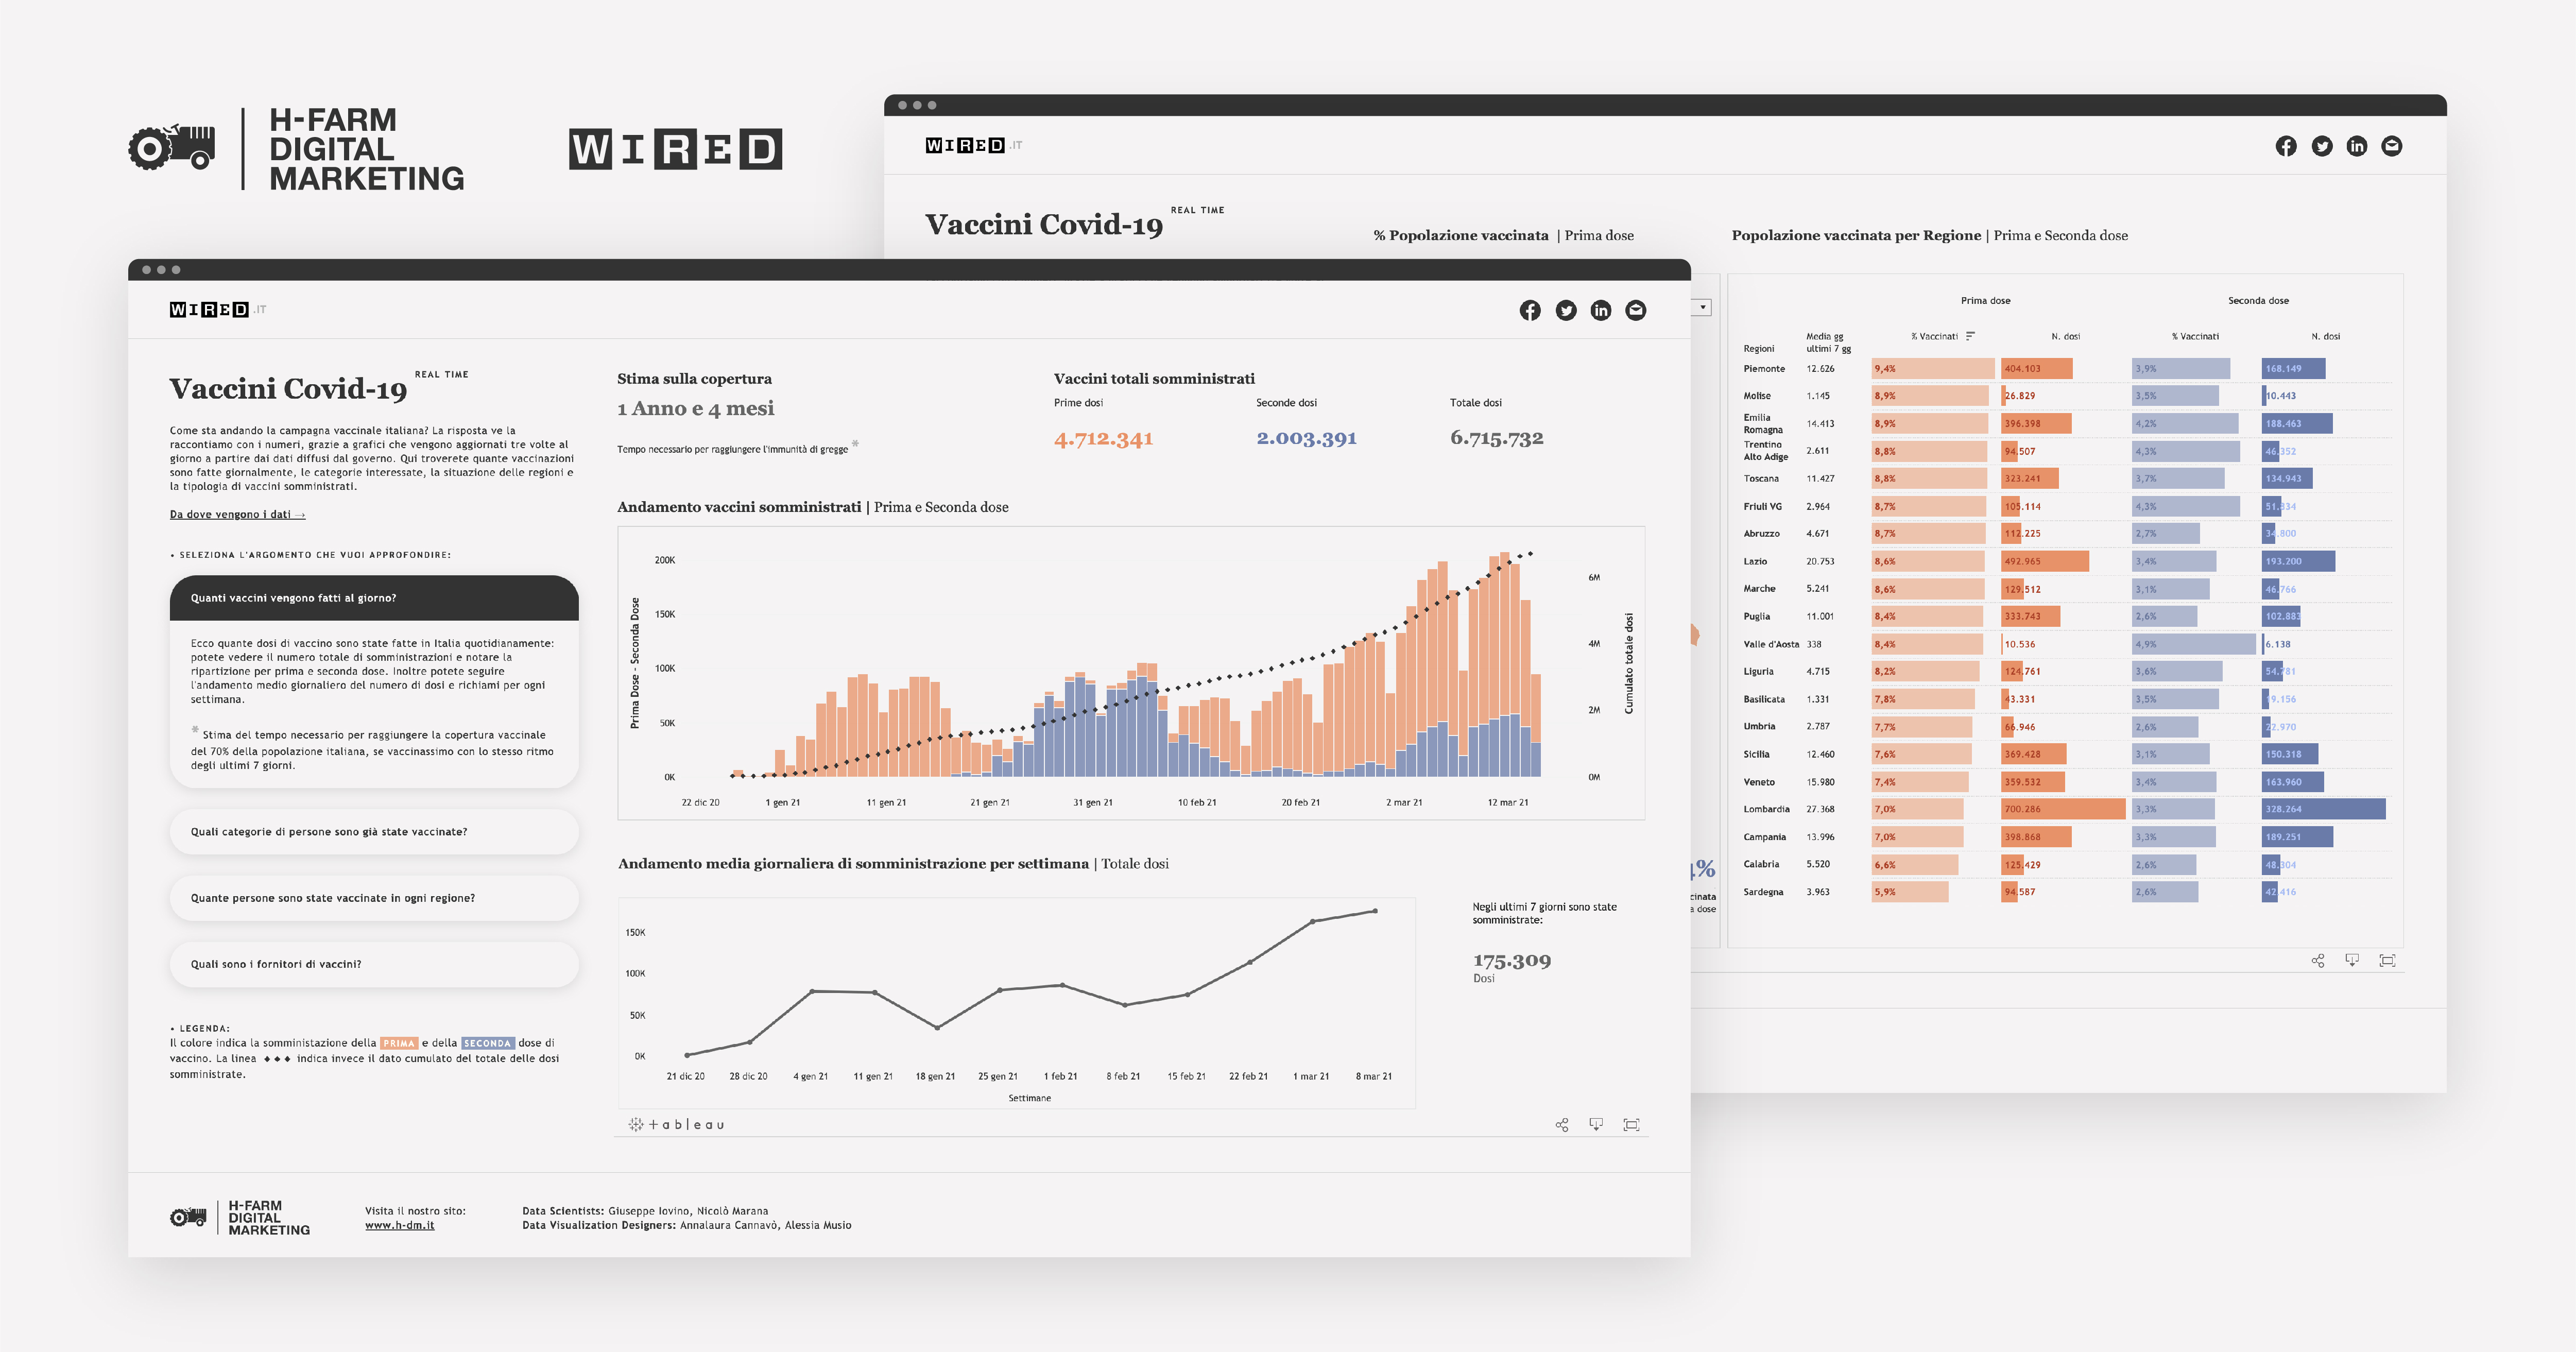 H-FARM
DIGITAL
MARKETING
WIRED
WIRED.IT
Vaccini Covid-19 REAL TIME
% Popolazione vaccinata | Prima dose
Popolazione vaccinata per Regione | Prima e Seconda dose
Prima dose Seconda dose
Regioni Media gg
ultimi 7 gg % Vaccinati N. dosi % Vaccinati N. dosi
Piemonte 12.626 9,4% 404.103 3,9% 168.149
Molise 1.145 8,9% 26.829 3,5% 10.443
Emilia
Romagna 14.413 8,9% 396.398 4,2% 188.463
Trentino
Alto Adige 2.611 8,8% 94.507 4,3% 46.352
Toscana 11.427 8,8% 323.241 3,7% 134.943
Friuli VG 2.964 8,7% 105.114 4,3% 51.334
Abruzzo 4.671 8,7% 112.225 2,7% 34.800
Lazio 20.753 8,6% 492.965 3,4% 193.200
Marche 5.241 8,6% 129.512 3,1% 46.766
Puglia 11.001 8,4% 333.743 2,6% 102.883
Valle d'Aosta 338 8,4% 10.536 4,9% 6.138
Liguria 4.715 8,2% 124.761 3,6% 54.781
Basilicata 1.331 7,8% 43.331 3,5% 19.156
Umbria 2.787 7,7% 66.946 2,6% 22.970
Sicilia 12.460 7,6% 369.428 3,1% 150.318
Veneto 15.980 7,4% 359.532 3,4% 163.960
Lombardia 27.368 7,0% 700.286 3,3% 328.264
Campania 13.996 7,0% 398.868 3,3% 189.251
Calabria 5.520 6,6% 125.429 2,6% 48.304
Sardegna 3.963 5,9% 94.587 2,6% 42.416
4%
cinata
a dose
WIRED.IT
Vaccini Covid-19 REAL TIME
Come sta andando la campagna vaccinale italiana? La risposta ve la
raccontiamo con i numeri, grazie a grafici che vengono aggiornati tre volte al
giorno a partire dai dati diffusi dal governo. Qui troverete quante vaccinazioni
sono fatte giornalmente, le categorie interessate, la situazione delle regioni e
la tipologia di vaccini somministrati.
Da dove vengono i dati →
• SELEZIONA L'ARGOMENTO CHE VUOI APPROFONDIRE:
Quanti vaccini vengono fatti al giorno?
Ecco quante dosi di vaccino sono state fatte in Italia quotidianamente:
potete vedere il numero totale di somministrazioni e notare la
ripartizione per prima e seconda dose. Inoltre potete seguire
l'andamento medio giornaliero del numero di dosi e richiami per ogni
settimana.
* Stima del tempo necessario per raggiungere la copertura vaccinale
del 70% della popolazione italiana, se vaccinassimo con lo stesso ritmo
degli ultimi 7 giorni.
Quali categorie di persone sono già state vaccinate?
Quante persone sono state vaccinate in ogni regione?
Quali sono i fornitori di vaccini?
• LEGENDA:
Il colore indica la somministazione della PRIMA e della SECONDA dose di
vaccino. La linea ◆ ◆ ◆ indica invece il dato cumulato del totale delle dosi
somministrate.
Stima sulla copertura
1 Anno e 4 mesi
Tempo necessario per raggiungere l'immunità di gregge *
Vaccini totali somministrati
Prime dosi Seconde dosi Totale dosi
4.712.341 2.003.391 6.715.732
Andamento vaccini somministrati | Prima e Seconda Dose
Prima Dose - Seconda Dose
200K
150K
100K
50K
0K
6M
4M
2M
0M
Cumulato totale dosi
22 dic 20 1 gen 21 11 gen 21 21 gen 21 31 gen 21 10 feb 21 20 feb 21 2 mar 21 12 mar 21
Andamento media giornaliera di somministrazione per settimana | Totale dosi
150K
100K
50K
0K
21 dic 20 28 dic 20 4 gen 21 11 gen 21 18 gen 21 25 gen 21 1 feb 21 8 feb 21 15 feb 21 22 feb 21 1 mar 21 8 mar 21
Settimane
Negli ultimi 7 giorni sono state
somministrate:
175.309
Dosi
+ableau
H-FARM
DIGITAL
MARKETING
Visita il nostro sito:
www.h-dm.it
Data Scientists: Giuseppe Iovino, Nicolò Marana
Data Visualization Designers: Annalaura Cannavò, Alessia Musio